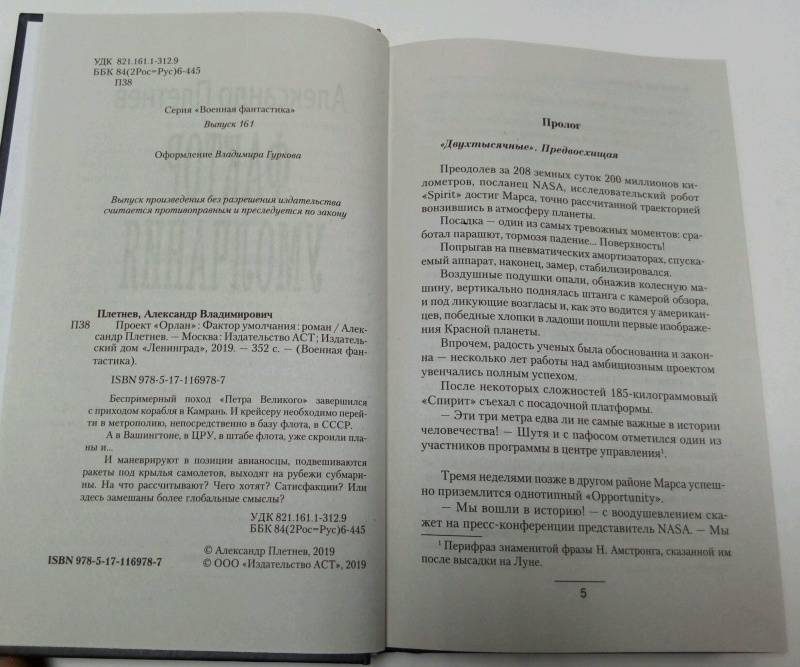 УДК 821.161.1-312.9
ББК 84(2Рос=Рус)6-445
П38
Серия «Военная фантастика»
Выпуск 161
Оформление Владимира Гуркова
Выпуск произведения без разрешения издательства
считается противоправным и преследуется по закону
Плетнев, Александр Владимирович
П38 Проект «Орлан» : Фактор умолчания : роман / Алек-
сандр Плетнев. — Москва : Издательство АСТ ; Издатель-
ский дом «Ленинград», 2019. — 352 с. — (Военная фан-
тастика).
ISBN 978-5-17-116978-7
Беспримерный поход «Петра Великого» завершился
с приходом корабля в Камрань. И крейсеру необходимо перей-
ти в метрополию, непосредственно в базу флота, в СССР.
А в Вашингтоне, в ЦРУ, в штабе флота, уже скроили пла-
ны и...
И маневрируют в позиции авианосцы, подвешиваются
ракеты под крылья самолетов, выходят на рубежи субмари-
ны. На что рассчитывают? Чего хотят? Сатисфакции? Или
здесь замешаны более глобальные смыслы?
УДК 821.161.1-312.9
ББК 84(2Рос=Рус)6-445
© Александр Плетнев, 2019
ISBN 978-5-17-116978-7 © ООО «Издательство АСТ», 2019
Пролог
«Двухтысячные». Предвосхищая
Преодолев за 208 земных суток 200 миллионов ки-
лометров, посланец NASA, исследовательский робот
«Spirit» достиг Марса, точно рассчитанной траекторией
вонзившись в атмосферу планеты.
Посадка — один из самых тревожных моментов: сра-
ботал парашют, тормозя падение... Поверхность!
Попрыгав на пневматических амортизаторах, спуска-
емый аппарат, наконец, замер, стабилизировался.
Воздушные подушки опали, обнажив колесную ма-
шину, вертикально поднялась штанга с камерой обзора,
и под ликующие возгласы и, как это водится у американ-
цев, победные хлопки в ладоши пошли первые изображе-
ния Красной планеты.
Впрочем, радость ученых была обоснованна и закон-
на — несколько лет работы над амбициозным проектом
увенчались полным успехом.
После некоторых сложностей 185-килограммовый
«Спирит» съехал с посадочной платформы.
— Эти три метра едва ли не самые важные в истории
человечества! — Шутя и с пафосом отметился один из
участников программы в центре управления¹.
Тремя неделями позже в другом районе Марса успеш-
но приземлится однотипный «Opportunity».
— Мы вошли в историю! — с воодушевлением ска-
жет на пресс-конференции представитель NASA. — Мы
¹ Перифраз знаменитой фразы Н. Амстронга, сказанной им
после высадки на Луне.
5